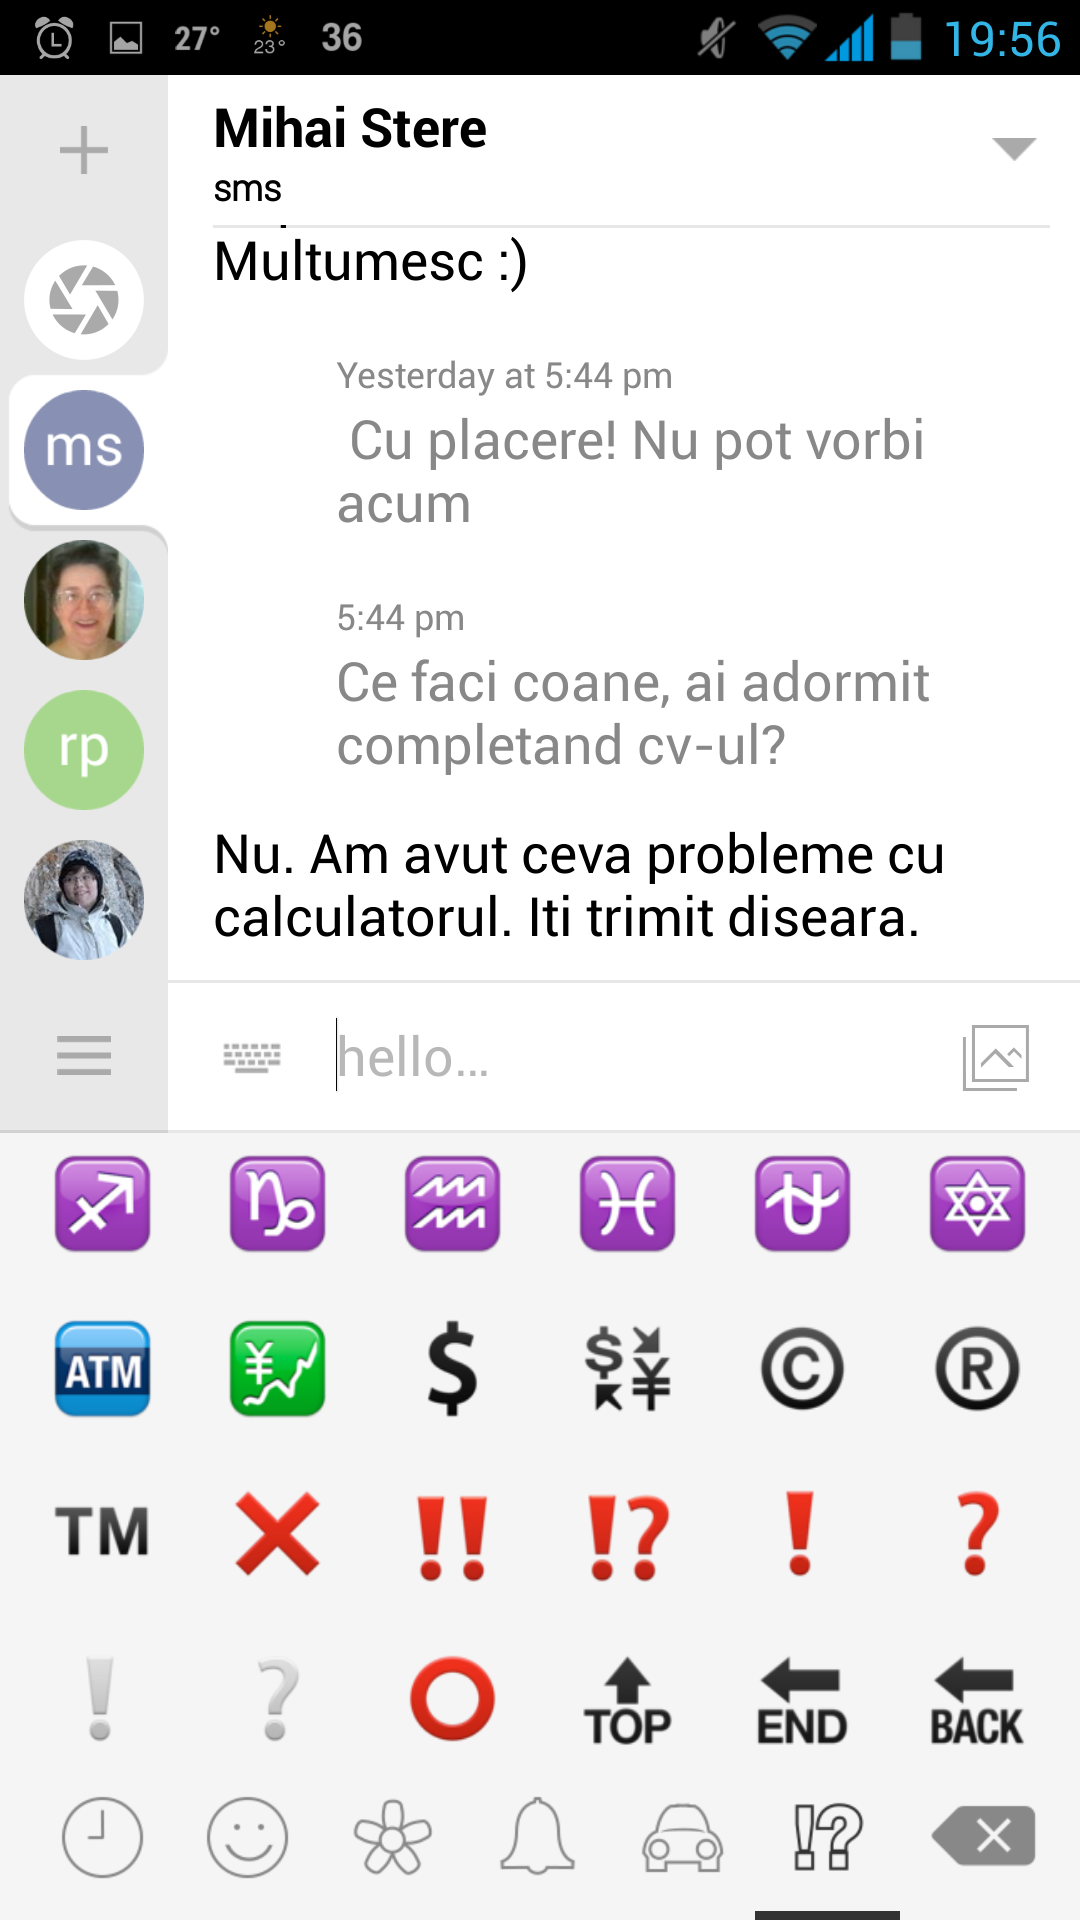 27° 23° 36 19:56
Mihai Stere
sms
Multumesc :)
Yesterday at 5:44 pm
Cu placere! Nu pot vorbi
acum
ms
5:44 pm
Ce faci coane, ai adormit
completand cv-ul?
rp
Nu. Am avut ceva probleme cu
calculatorul. Iti trimit diseara.
hello...
ATM ¥ $ $ ¥ © ®
TM ❌ ‼ ⁉ ! ?
! ? TOP END BACK
!?